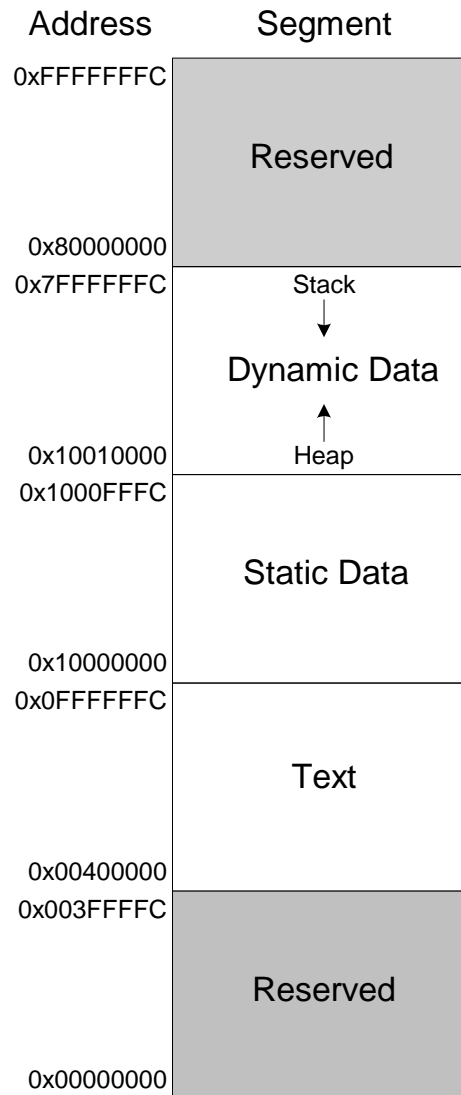 Address Segment
0xFFFFFFFC
Reserved
0x80000000
0x7FFFFFFC Stack
Dynamic Data
0x10010000 Heap
0x1000FFFC
Static Data
0x10000000
0x0FFFFFFC
Text
0x00400000
0x003FFFFC
Reserved
0x00000000